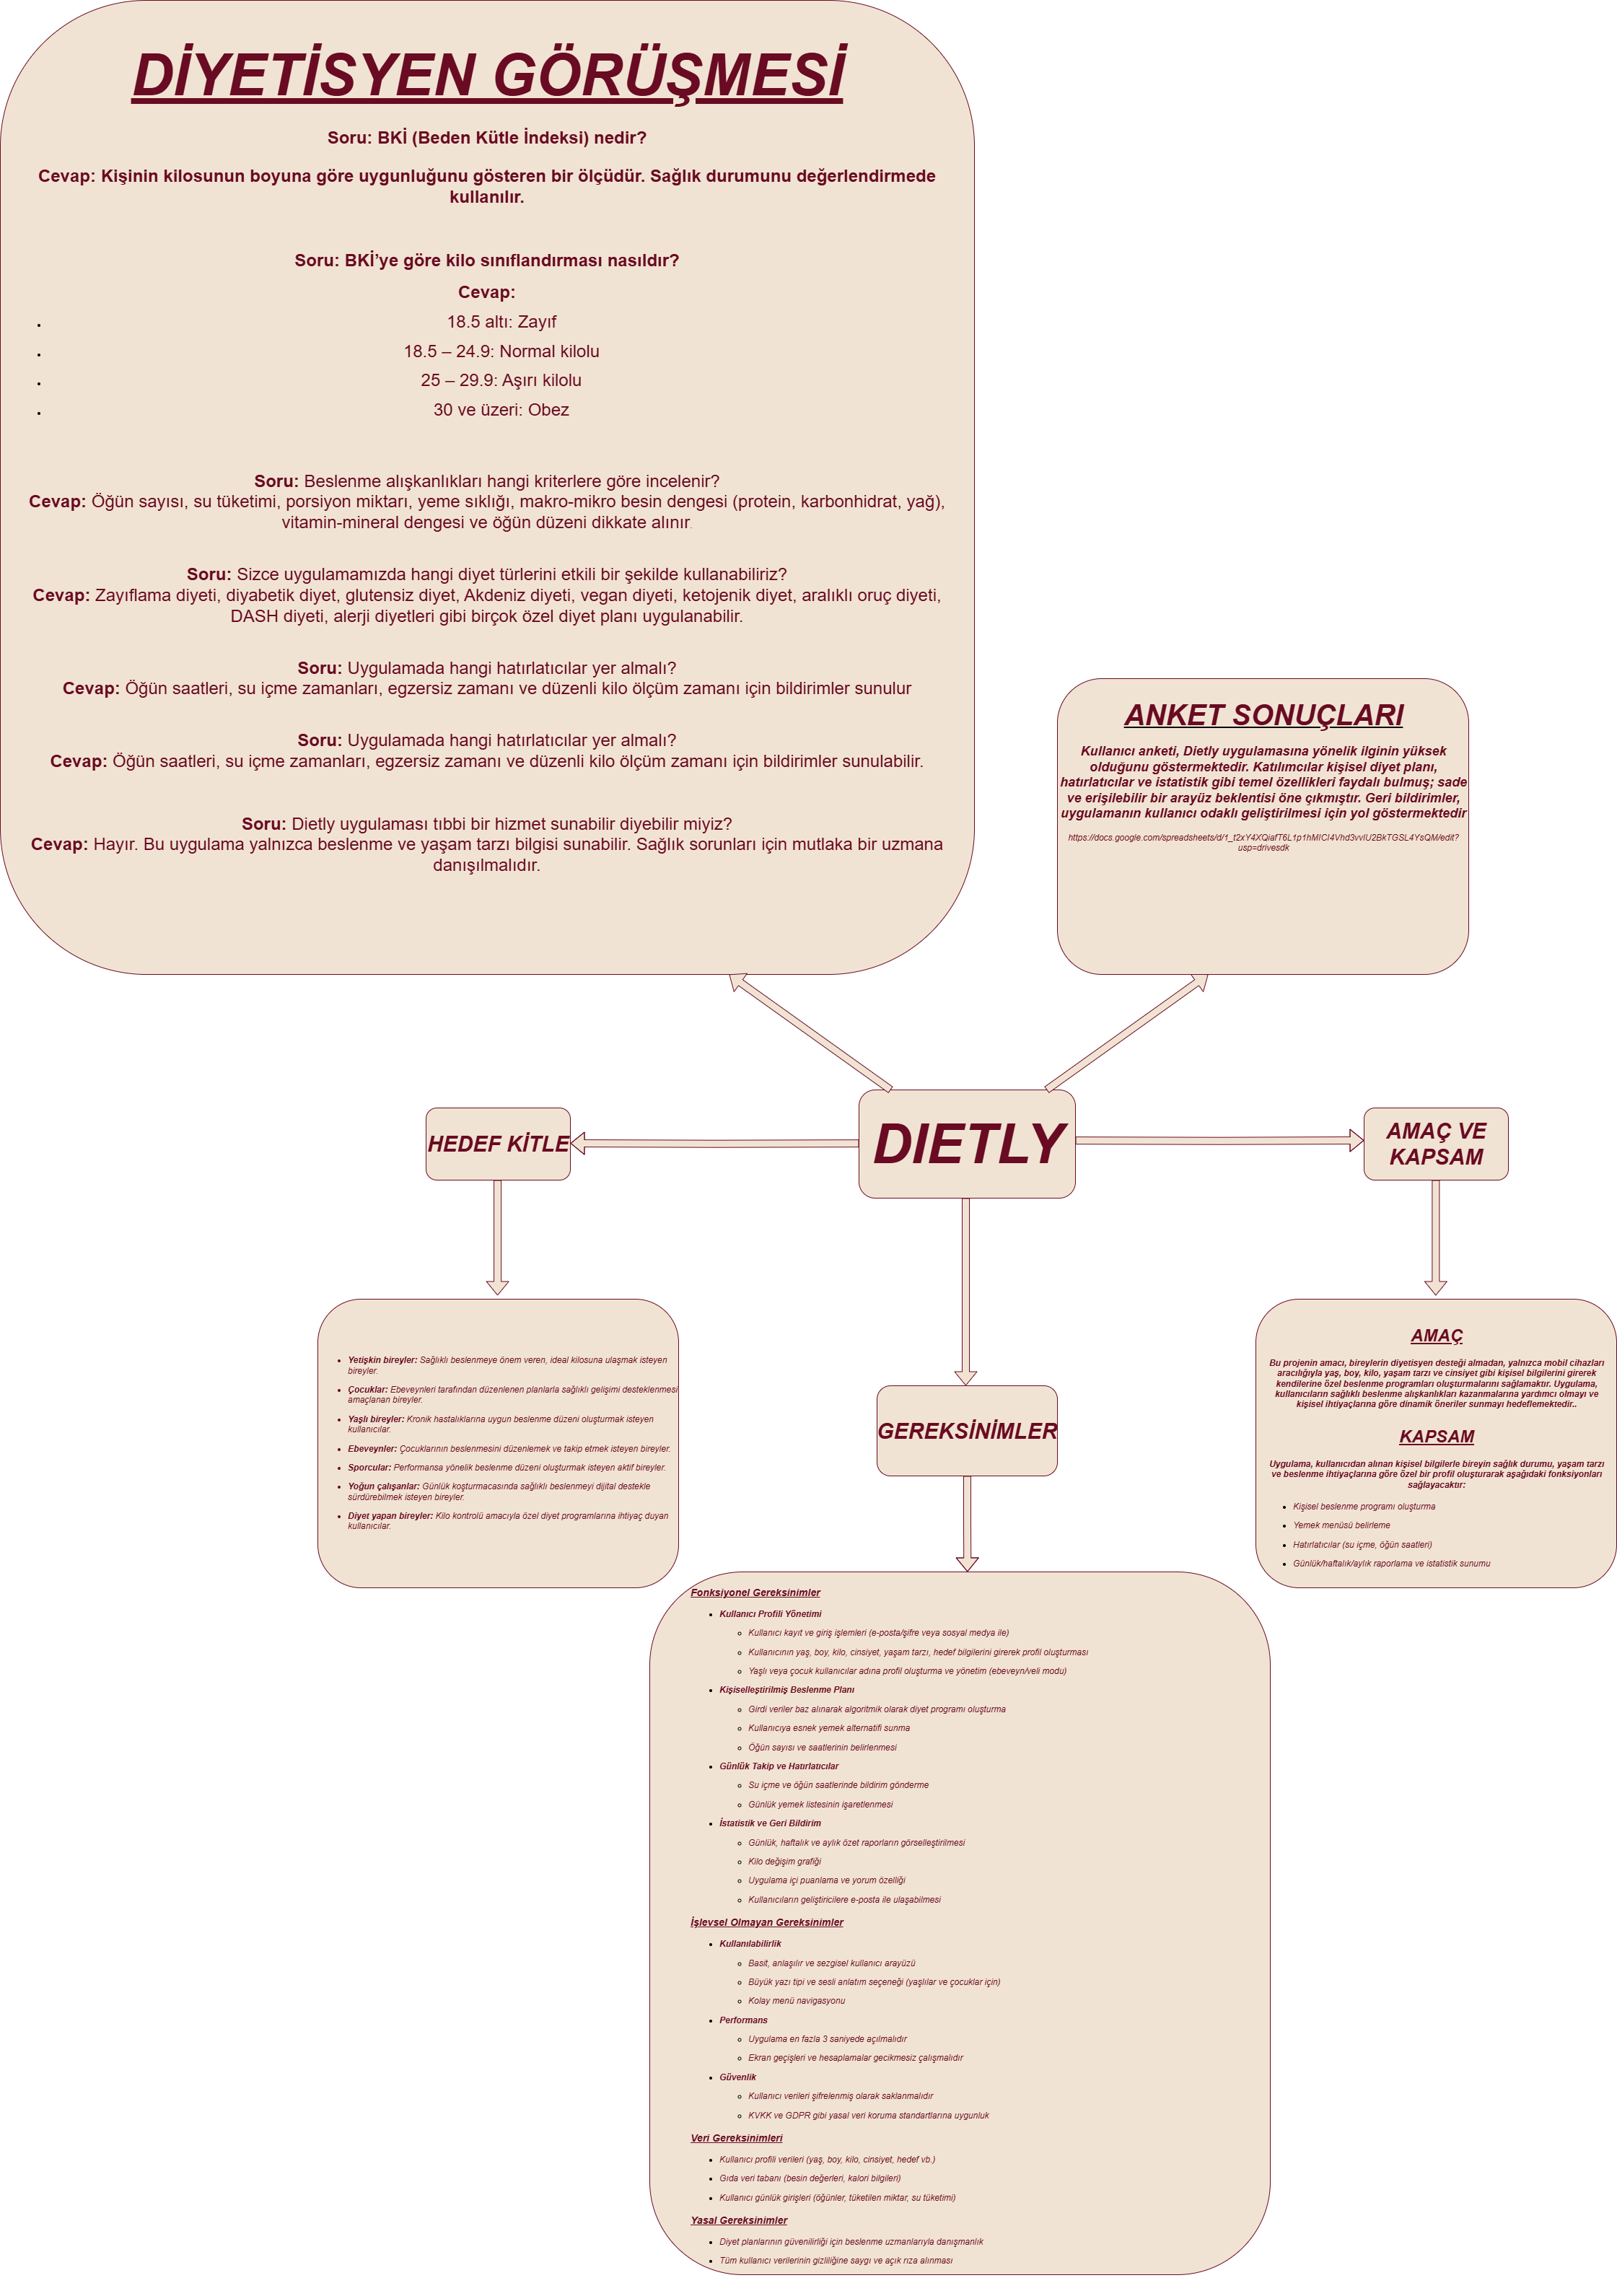 DİYETİSYEN GÖRÜŞMESİ
Soru: BKİ (Beden Kütle İndeksi) nedir?
Cevap: Kişinin kilosunun boyuna göre uygunluğunu gösteren bir ölçüdür. Sağlık durumunu değerlendirmede
kullanılır.
Soru: BKİ’ye göre kilo sınıflandırması nasıldır?
Cevap:
18.5 altı: Zayıf
18.5 – 24.9: Normal kilolu
25 – 29.9: Aşırı kilolu
30 ve üzeri: Obez
Soru: Beslenme alışkanlıkları hangi kriterlere göre incelenir?
Cevap: Öğün sayısı, su tüketimi, porsiyon miktarı, yeme sıklığı, makro-mikro besin dengesi (protein, karbonhidrat, yağ),
vitamin-mineral dengesi ve öğün düzeni dikkate alınır.
Soru: Sizce uygulamamızda hangi diyet türlerini etkili bir şekilde kullanabiliriz?
Cevap: Zayıflama diyeti, diyabetik diyet, glutensiz diyet, Akdeniz diyeti, vegan diyeti, ketojenik diyet, aralıklı oruç diyeti,
DASH diyeti, alerji diyetleri gibi birçok özel diyet planı uygulanabilir.
Soru: Uygulamada hangi hatırlatıcılar yer almalı?
Cevap: Öğün saatleri, su içme zamanları, egzersiz zamanı ve düzenli kilo ölçüm zamanı için bildirimler sunulur
Soru: Uygulamada hangi hatırlatıcılar yer almalı?
Cevap: Öğün saatleri, su içme zamanları, egzersiz zamanı ve düzenli kilo ölçüm zamanı için bildirimler sunulabilir.
Soru: Dietly uygulaması tıbbi bir hizmet sunabilir diyebilir miyiz?
Cevap: Hayır. Bu uygulama yalnızca beslenme ve yaşam tarzı bilgisi sunabilir. Sağlık sorunları için mutlaka bir uzmana
danışılmalıdır.
ANKET SONUÇLARI
Kullanıcı anketi, Dietly uygulamasına yönelik ilginin yüksek
olduğunu göstermektedir. Katılımcılar kişisel diyet planı,
hatırlatıcılar ve istatistik gibi temel özellikleri faydalı bulmuş; sade
ve erişilebilir bir arayüz beklentisi öne çıkmıştır. Geri bildirimler,
uygulamanın kullanıcı odaklı geliştirilmesi için yol göstermektedir
usp=drivesdk
DIETLY
HEDEF KİTLE
AMAÇ VE
KAPSAM
Yetişkin bireyler: Sağlıklı beslenmeye önem veren, ideal kilosuna ulaşmak isteyen
bireyler.
Çocuklar: Ebeveynleri tarafından düzenlenen planlarla sağlıklı gelişimi desteklenmesi
amaçlanan bireyler.
Yaşlı bireyler: Kronik hastalıklarına uygun beslenme düzeni oluşturmak isteyen
kullanıcılar.
Ebeveynler: Çocuklarının beslenmesini düzenlemek ve takip etmek isteyen bireyler.
Sporcular: Performansa yönelik beslenme düzeni oluşturmak isteyen aktif bireyler.
Yoğun çalışanlar: Günlük koşturmacasında sağlıklı beslenmeyi dijital destekle
sürdürebilmek isteyen bireyler.
Diyet yapan bireyler: Kilo kontrolü amacıyla özel diyet programlarına ihtiyaç duyan
kullanıcılar.
AMAÇ
Bu projenin amacı, bireylerin diyetisyen desteği almadan, yalnızca mobil cihazları
aracılığıyla yaş, boy, kilo, yaşam tarzı ve cinsiyet gibi kişisel bilgilerini girerek
kendilerine özel beslenme programları oluşturmalarını sağlamaktır. Uygulama,
kullanıcıların sağlıklı beslenme alışkanlıkları kazanmalarına yardımcı olmayı ve
kişisel ihtiyaçlarına göre dinamik öneriler sunmayı hedeflemektedir..
KAPSAM
Uygulama, kullanıcıdan alınan kişisel bilgilerle bireyin sağlık durumu, yaşam tarzı
ve beslenme ihtiyaçlarına göre özel bir profil oluşturarak aşağıdaki fonksiyonları
sağlayacaktır:
Kişisel beslenme programı oluşturma
Yemek menüsü belirleme
Hatırlatıcılar (su içme, öğün saatleri)
Günlük/haftalık/aylık raporlama ve istatistik sunumu
GEREKSİNİMLER
Fonksiyonel Gereksinimler
Kullanıcı Profili Yönetimi
Kullanıcı kayıt ve giriş işlemleri (e-posta/şifre veya sosyal medya ile)
Kullanıcının yaş, boy, kilo, cinsiyet, yaşam tarzı, hedef bilgilerini girerek profil oluşturması
Yaşlı veya çocuk kullanıcılar adına profil oluşturma ve yönetim (ebeveyn/veli modu)
Kişiselleştirilmiş Beslenme Planı
Girdi veriler baz alınarak algoritmik olarak diyet programı oluşturma
Kullanıcıya esnek yemek alternatifi sunma
Öğün sayısı ve saatlerinin belirlenmesi
Günlük Takip ve Hatırlatıcılar
Su içme ve öğün saatlerinde bildirim gönderme
Günlük yemek listesinin işaretlenmesi
İstatistik ve Geri Bildirim
Günlük, haftalık ve aylık özet raporların görselleştirilmesi
Kilo değişim grafiği
Uygulama içi puanlama ve yorum özelliği
Kullanıcıların geliştiricilere e-posta ile ulaşabilmesi
İşlevsel Olmayan Gereksinimler
Kullanılabilirlik
Basit, anlaşılır ve sezgisel kullanıcı arayüzü
Büyük yazı tipi ve sesli anlatım seçeneği (yaşlılar ve çocuklar için)
Kolay menü navigasyonu
Performans
Uygulama en fazla 3 saniyede açılmalıdır
Ekran geçişleri ve hesaplamalar gecikmesiz çalışmalıdır
Güvenlik
Kullanıcı verileri şifrelenmiş olarak saklanmalıdır
KVKK ve GDPR gibi yasal veri koruma standartlarına uygunluk
Veri Gereksinimleri
Kullanıcı profili verileri (yaş, boy, kilo, cinsiyet, hedef vb.)
Gıda veri tabanı (besin değerleri, kalori bilgileri)
Kullanıcı günlük girişleri (öğünler, tüketilen miktar, su tüketimi)
Yasal Gereksinimler
Diyet planlarının güvenilirliği için beslenme uzmanlarıyla danışmanlık
Tüm kullanıcı verilerinin gizliliğine saygı ve açık rıza alınması